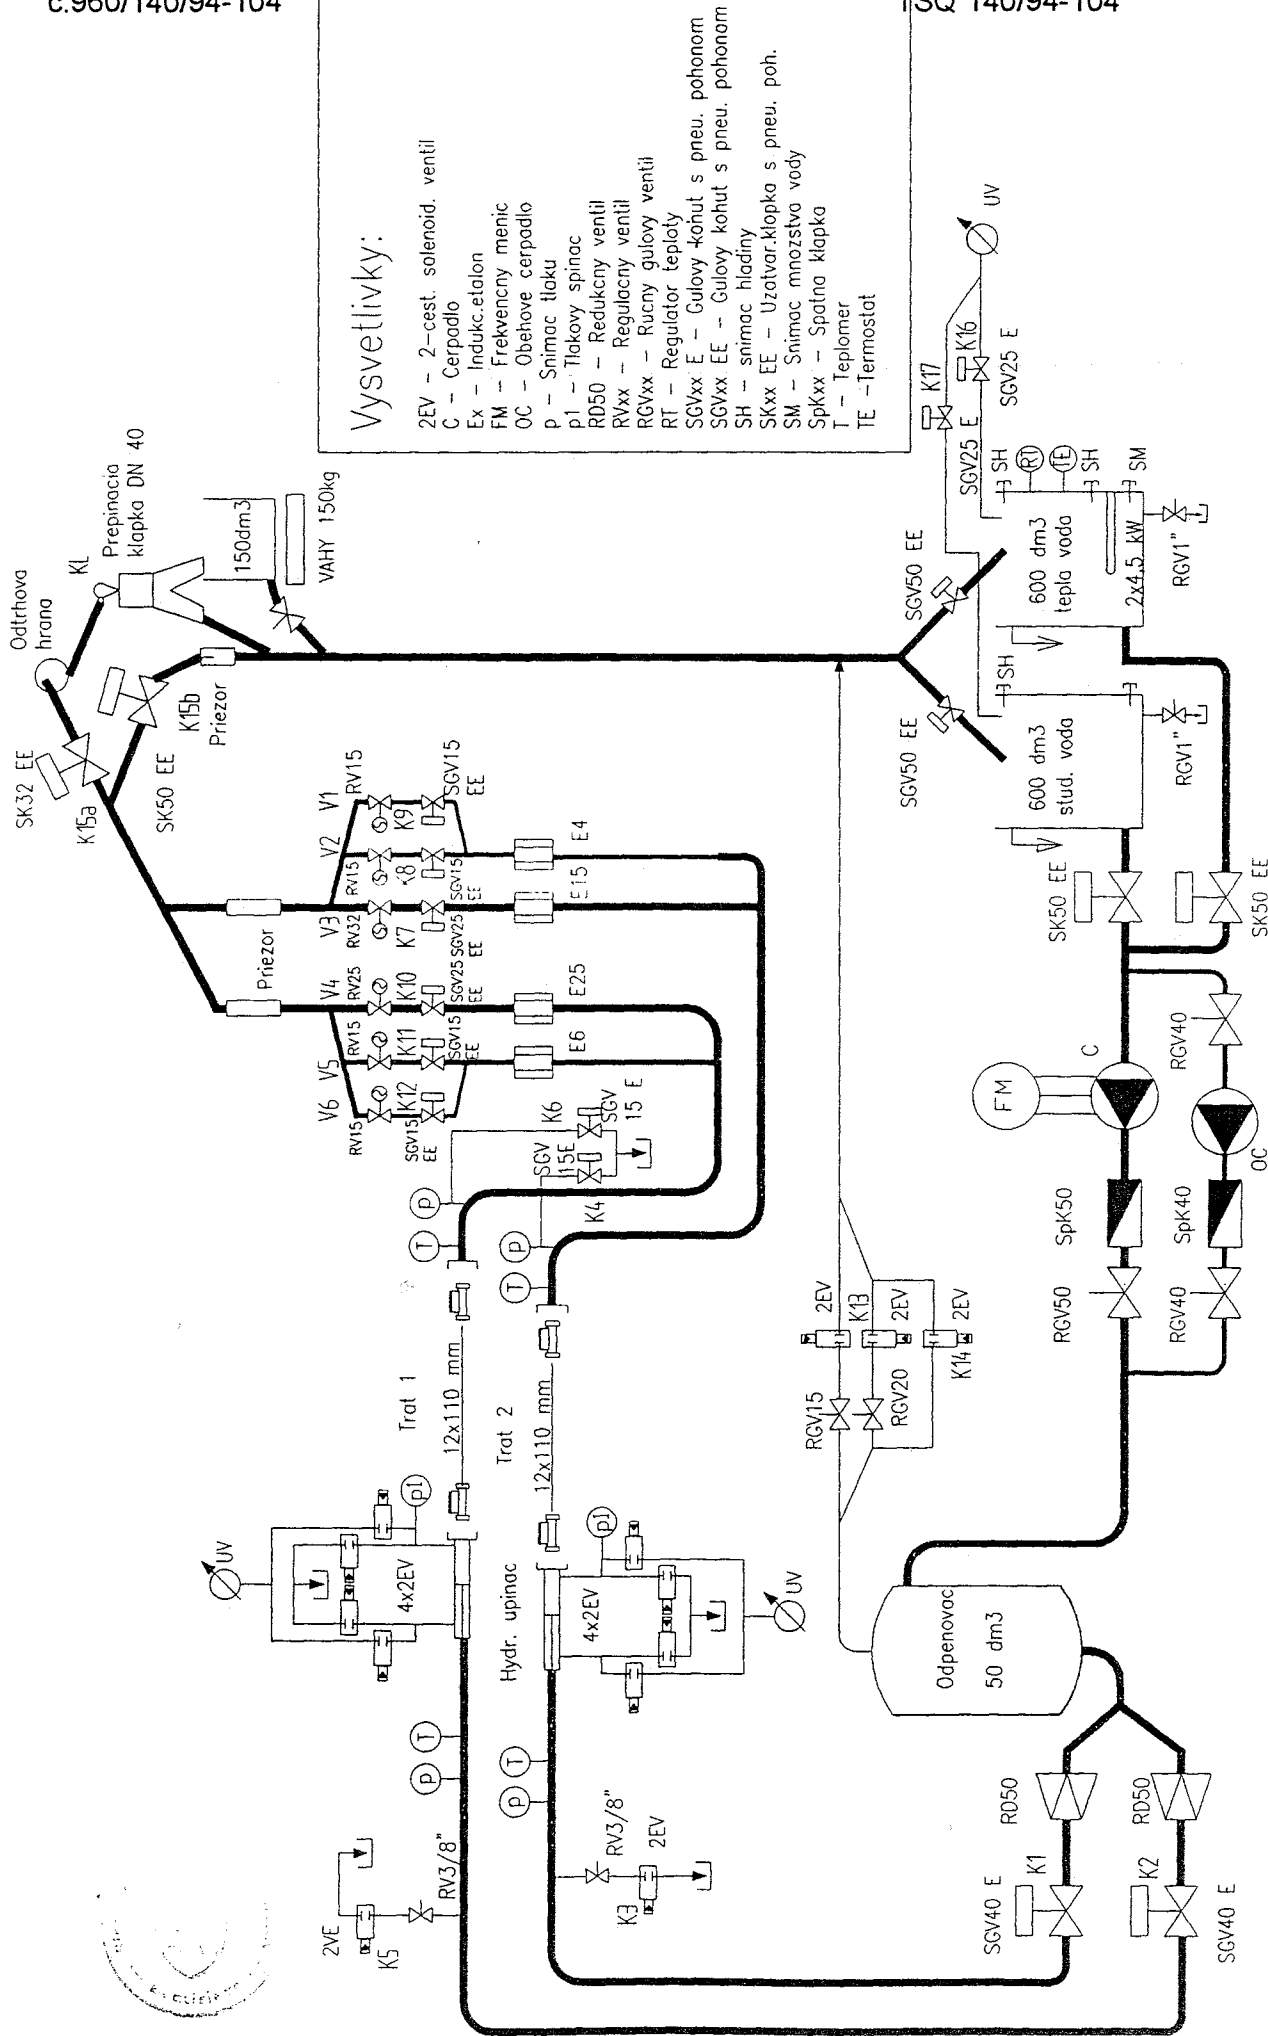 c.960/140/94-104
TSQ 140/94-104
Vysvetlivky:
2EV - 2-cest. solenoid. ventil
C - Cerpadlo
Ex - Indukc.etalon
FM - Frekvencny menic
OC - Obehove cerpadlo
p - Snimac tlaku
p1 - Tlakovy spinac
RD50 - Redukcny ventil
RVxx - Regulacny ventil
RGVxx - Rucny gulovy ventil
RT - Regulator teploty
SGVxx E - Gulovy kohut s pneu. pohonom
SGVxx EE - Gulovy kohut s pneu. pohonom
SH - snimac hladiny
SKxx EE - Uzatvar.klapka s pneu. poh.
SM - Snimac mnozstva vody
SpKxx - Spatna klapka
T - Teplomer
TE - Termostat
Odtrhova
hrana
KL
Prepinacia
klapka DN 40
150dm3
VAHY 150kg
SK32 EE
K15a
SK50 EE
K15b
Priezor
Priezor
V1
V2
V3
V4
V5
V6
RV15
RV15
RV32
RV25
RV15
RV15
K9
K8
K7
K10
K11
K12
SGV15
EE
SGV15
EE
SGV25
EE
SGV25
EE
SGV15
EE
SGV15
EE
E4
E15
E25
E6
K6
SGV
15 E
SGV
15E
K4
p
T
p
T
Trat 1
12x110 mm
Trat 2
12x110 mm
p1
UV
4x2EV
Hydr. upinac
p1
UV
4x2EV
T
p
T
p
2VE
K5
RV3/8"
RV3/8"
2EV
K3
SGV50 EE
SGV50 EE
K17
SGV25 E
K16
SGV25 E
UV
SH
RT
TE
SH
SM
600 dm3
tepla voda
2x4,5 kW
RGV1"
SH
600 dm3
stud. voda
RGV1"
SK50 EE
SK50 EE
FM
C
RGV40
OC
SpK50
SpK40
RGV50
RGV40
2EV
K13
2EV
2EV
K14
RGV15
RGV20
Odpenovac
50 dm3
RD50
RD50
K1
K2
SGV40 E
SGV40 E